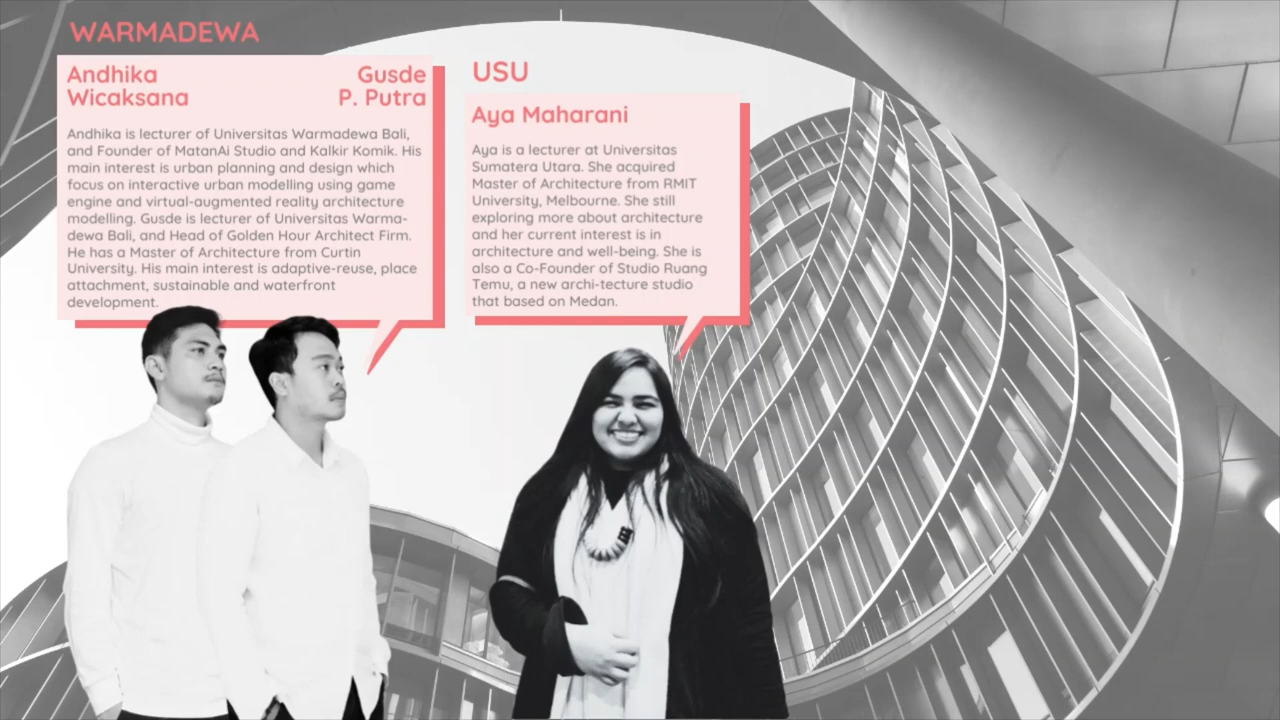 WARMADEWA
Andhika
Wicaksana
Gusde
P. Putra
Andhika is lecturer of Universitas Warmadewa Bali,
and Founder of MatanAi Studio and Kalkir Komik. His
main interest is urban planning and design which
focus on interactive urban modelling using game
engine and virtual-augmented reality architecture
modelling. Gusde is lecturer of Universitas Warma-
dewa Bali, and Head of Golden Hour Architect Firm.
He has a Master of Architecture from Curtin
University. His main interest is adaptive-reuse, place
attachment, sustainable and waterfront
development.
USU
Aya Maharani
Aya is a lecturer at Universitas
Sumatera Utara. She acquired
Master of Architecture from RMIT
University, Melbourne. She still
exploring more about architecture
and her current interest is in
architecture and well-being. She is
also a Co-Founder of Studio Ruang
Temu, a new archi-tecture studio
that based on Medan.